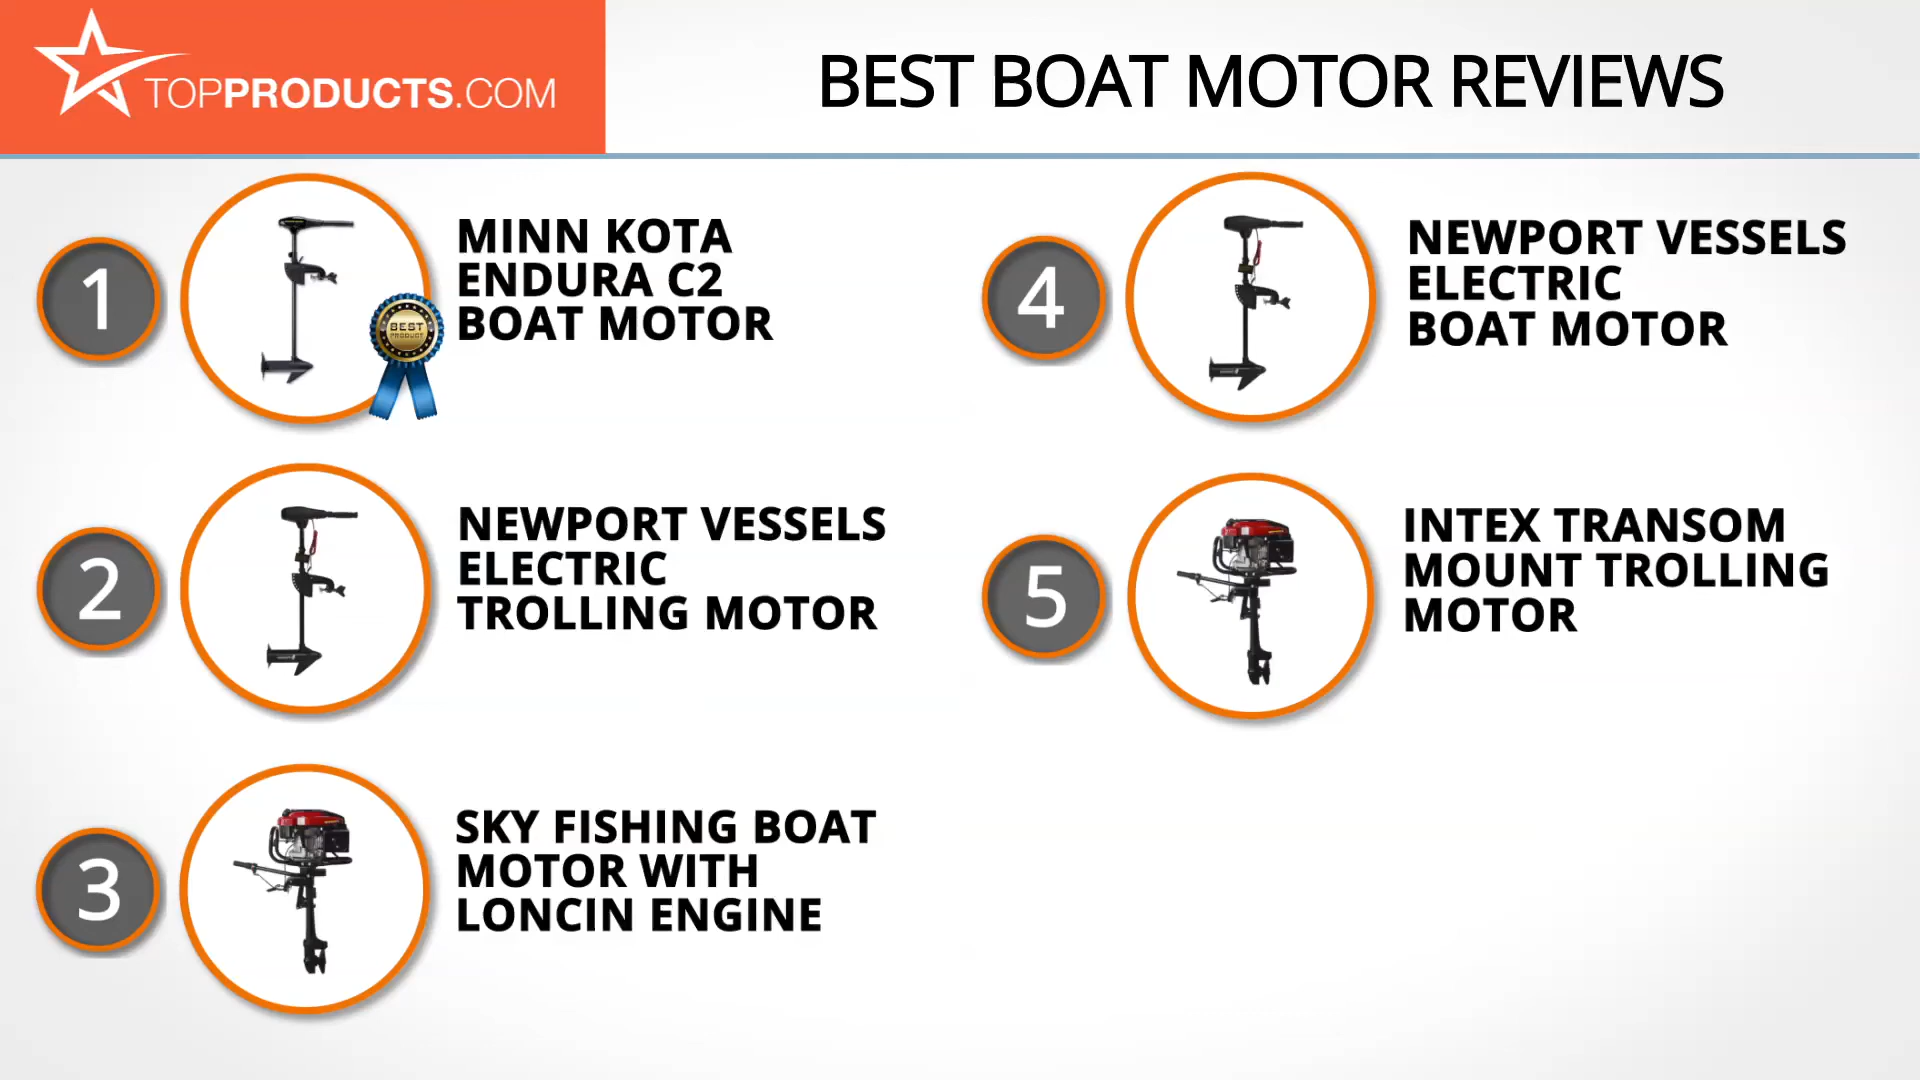 TOPPRODUCTS.COM
BEST BOAT MOTOR REVIEWS
1
MINN KOTA
ENDURA C2
BOAT MOTOR
BEST
PRODUCT
2
NEWPORT VESSELS
ELECTRIC
TROLLING MOTOR
3
SKY FISHING BOAT
MOTOR WITH
LONCIN ENGINE
4
NEWPORT VESSELS
ELECTRIC
BOAT MOTOR
5
INTEX TRANSOM
MOUNT TROLLING
MOTOR